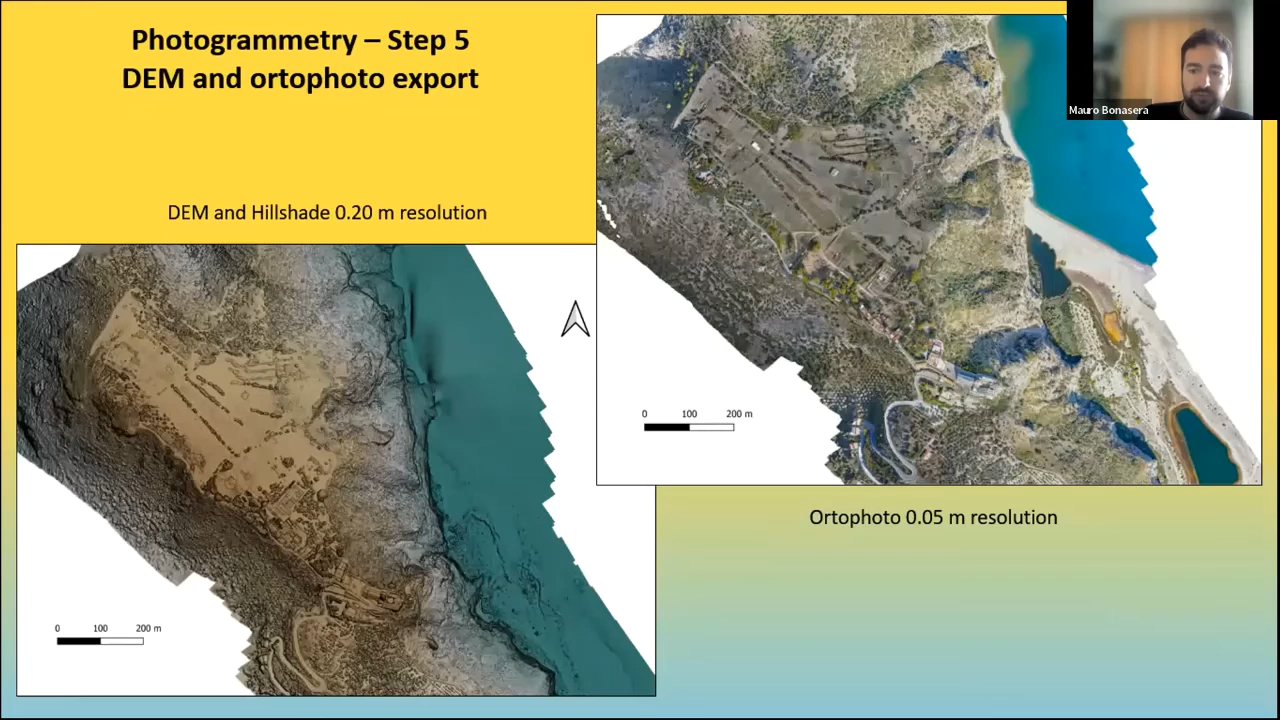 Photogrammetry – Step 5
DEM and ortophoto export
Mauro Bonasera
DEM and Hillshade 0.20 m resolution
0 100 200 m
Ortophoto 0.05 m resolution
0 100 200 m